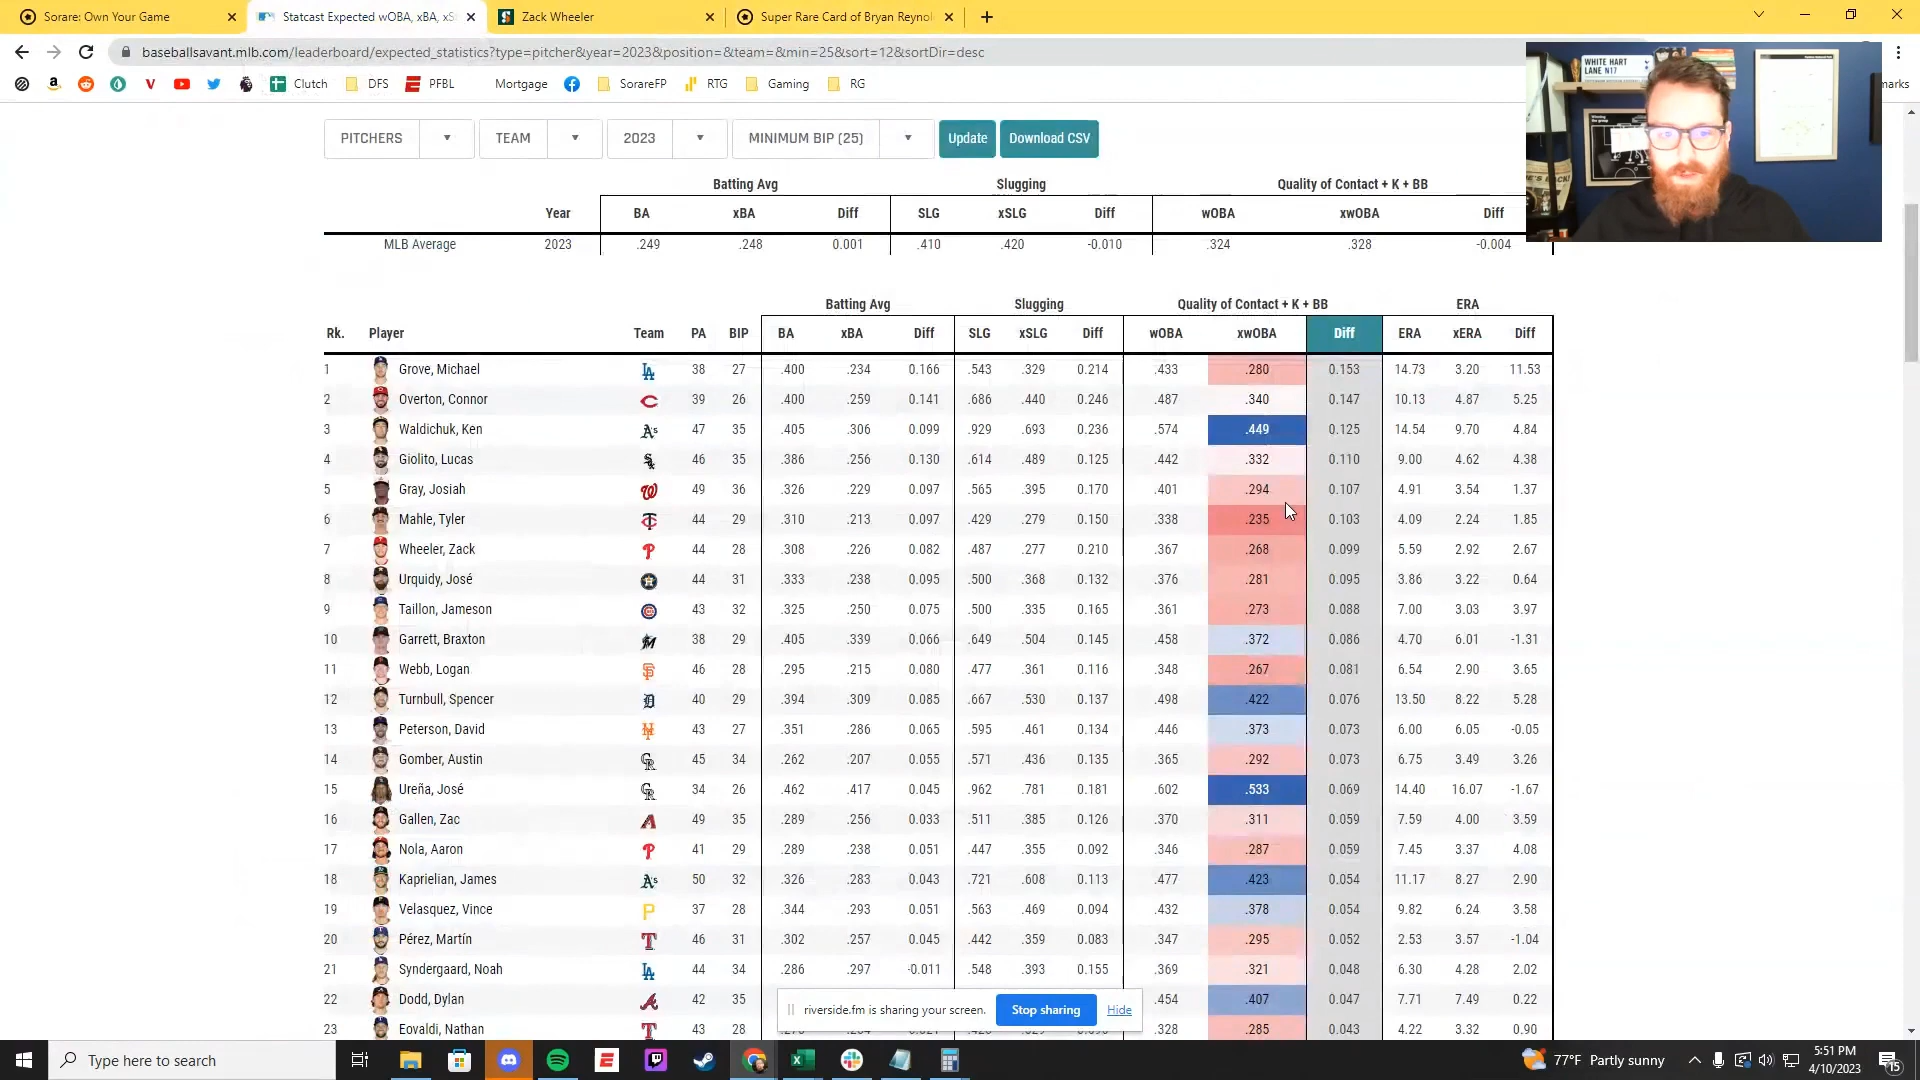 Sorare: Own Your Game
Statcast Expected wOBA, xBA, xS
Zack Wheeler
Super Rare Card of Bryan Reynol
baseballsavant.mlb.com/leaderboard/expected_statistics?type=pitcher&year=2023&position=&team=&min=25&sort=12&sortDir=desc
Clutch DFS PFBL Mortgage SorareFP RTG Gaming RG marks
WHITE HART
LANE N17
PITCHERS TEAM 2023 MINIMUM BIP (25) Update Download CSV
Batting Avg Slugging Quality of Contact + K + BB
Year BA xBA Diff SLG xSLG Diff wOBA xwOBA Diff
MLB Average 2023 .249 .248 0.001 .410 .420 -0.010 .324 .328 -0.004
Batting Avg Slugging Quality of Contact + K + BB ERA
Rk. Player Team PA BIP BA xBA Diff SLG xSLG Diff wOBA xwOBA Diff ERA xERA Diff
1 Grove, Michael LA 38 27 .400 .234 0.166 .543 .329 0.214 .433 .280 0.153 14.73 3.20 11.53
2 Overton, Connor 39 26 .400 .259 0.141 .686 .440 0.246 .487 .340 0.147 10.13 4.87 5.25
3 Waldichuk, Ken A's 47 35 .405 .306 0.099 .929 .693 0.236 .574 .449 0.125 14.54 9.70 4.84
4 Giolito, Lucas 46 35 .386 .256 0.130 .614 .489 0.125 .442 .332 0.110 9.00 4.62 4.38
5 Gray, Josiah 49 36 .326 .229 0.097 .565 .395 0.170 .401 .294 0.107 4.91 3.54 1.37
6 Mahle, Tyler 44 29 .310 .213 0.097 .429 .279 0.150 .338 .235 0.103 4.09 2.24 1.85
7 Wheeler, Zack 44 28 .308 .226 0.082 .487 .277 0.210 .367 .268 0.099 5.59 2.92 2.67
8 Urquidy, José 44 31 .333 .238 0.095 .500 .368 0.132 .376 .281 0.095 3.86 3.22 0.64
9 Taillon, Jameson 43 32 .325 .250 0.075 .500 .335 0.165 .361 .273 0.088 7.00 3.03 3.97
10 Garrett, Braxton 38 29 .405 .339 0.066 .649 .504 0.145 .458 .372 0.086 4.70 6.01 -1.31
11 Webb, Logan 46 28 .295 .215 0.080 .477 .361 0.116 .348 .267 0.081 6.54 2.90 3.65
12 Turnbull, Spencer 40 29 .394 .309 0.085 .667 .530 0.137 .498 .422 0.076 13.50 8.22 5.28
13 Peterson, David 43 27 .351 .286 0.065 .595 .461 0.134 .446 .373 0.073 6.00 6.05 -0.05
14 Gomber, Austin 45 34 .262 .207 0.055 .571 .436 0.135 .365 .292 0.073 6.75 3.49 3.26
15 Ureña, José 34 26 .462 .417 0.045 .962 .781 0.181 .602 .533 0.069 14.40 16.07 -1.67
16 Gallen, Zac 49 35 .289 .256 0.033 .511 .385 0.126 .370 .311 0.059 7.59 4.00 3.59
17 Nola, Aaron 41 29 .289 .238 0.051 .447 .355 0.092 .346 .287 0.059 7.45 3.37 4.08
18 Kaprielian, James A's 50 32 .326 .283 0.043 .721 .608 0.113 .477 .423 0.054 11.17 8.27 2.90
19 Velasquez, Vince P 37 28 .344 .293 0.051 .563 .469 0.094 .432 .378 0.054 9.82 6.24 3.58
20 Pérez, Martín T 46 31 .302 .257 0.045 .442 .359 0.083 .347 .295 0.052 2.53 3.57 -1.04
21 Syndergaard, Noah LA 44 34 .286 .297 -0.011 .548 .393 0.155 .369 .321 0.048 6.30 4.28 2.02
22 Dodd, Dylan 42 35 .454 .407 0.047 7.71 7.49 0.22
23 Eovaldi, Nathan T 43 28 .328 .285 0.043 4.22 3.32 0.90
riverside.fm is sharing your screen. Stop sharing Hide
Type here to search
77°F Partly sunny
5:51 PM
4/10/2023
15